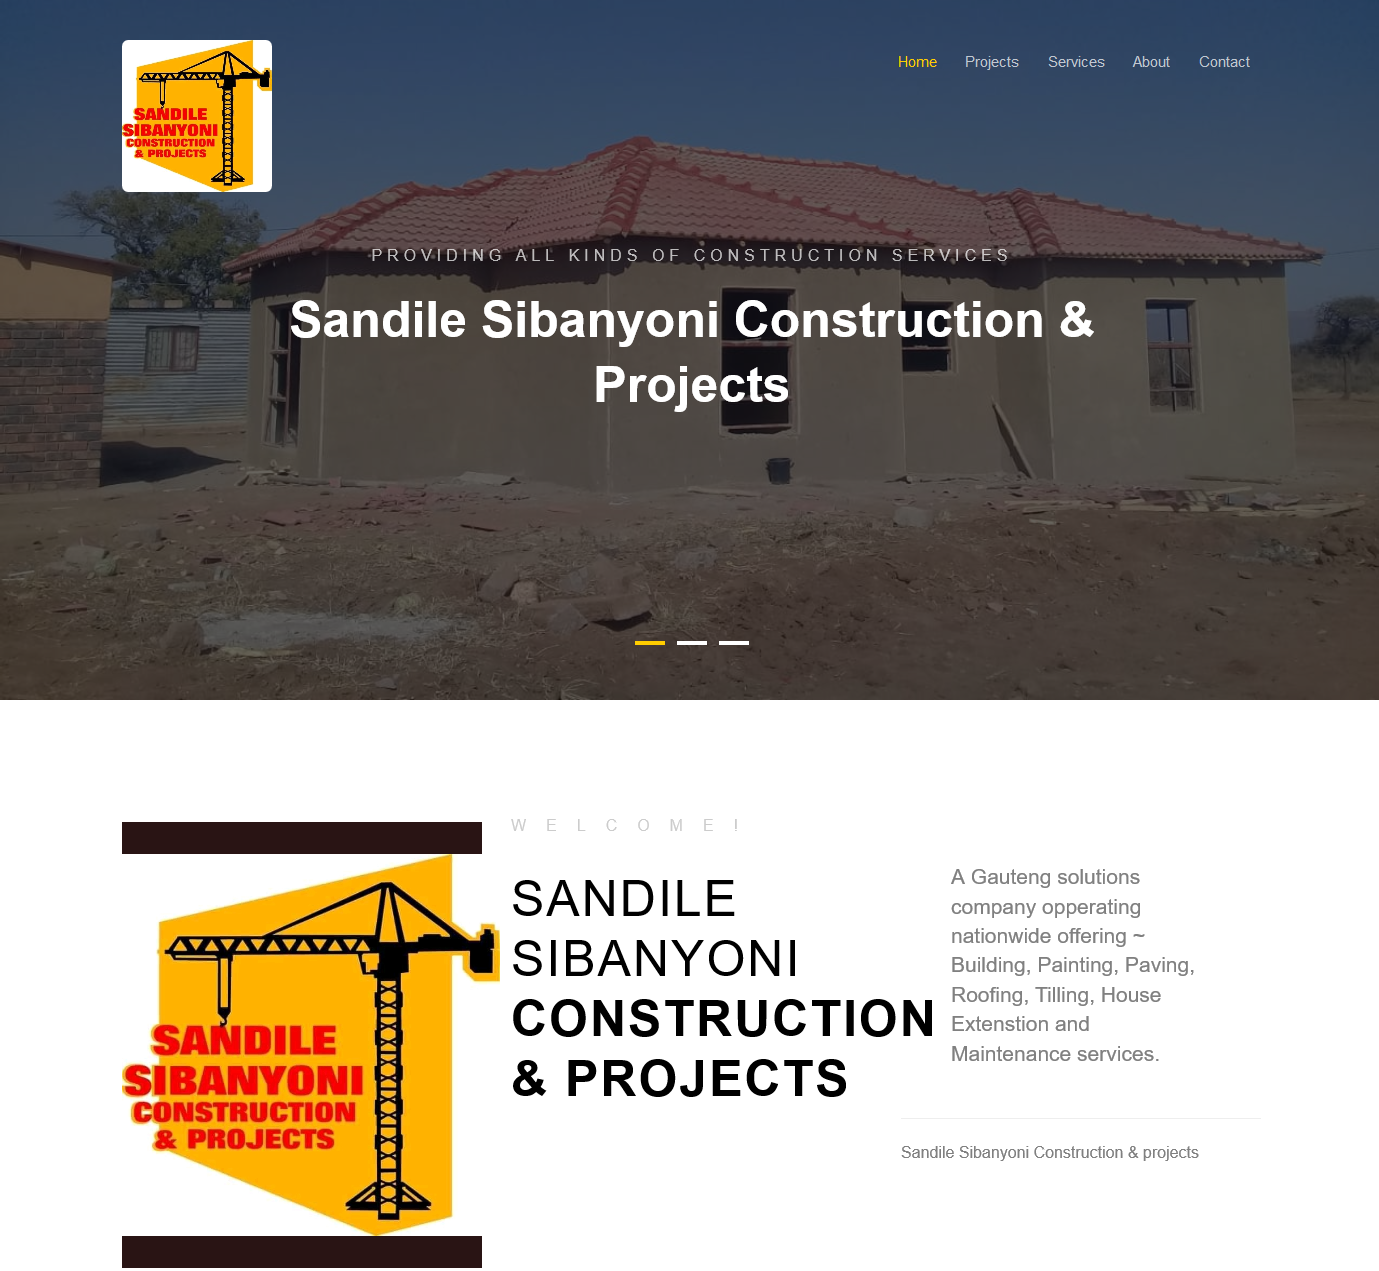 SANDILE
SIBANYONI
CONSTRUCTION
& PROJECTS
Home Projects Services About Contact
PROVIDING ALL KINDS OF CONSTRUCTION SERVICES
Sandile Sibanyoni Construction &
Projects
SANDILE
SIBANYONI
CONSTRUCTION
& PROJECTS
WELCOME!
SANDILE
SIBANYONI
CONSTRUCTION
& PROJECTS
A Gauteng solutions
company opperating
nationwide offering ~
Building, Painting, Paving,
Roofing, Tilling, House
Extenstion and
Maintenance services.
Sandile Sibanyoni Construction & projects